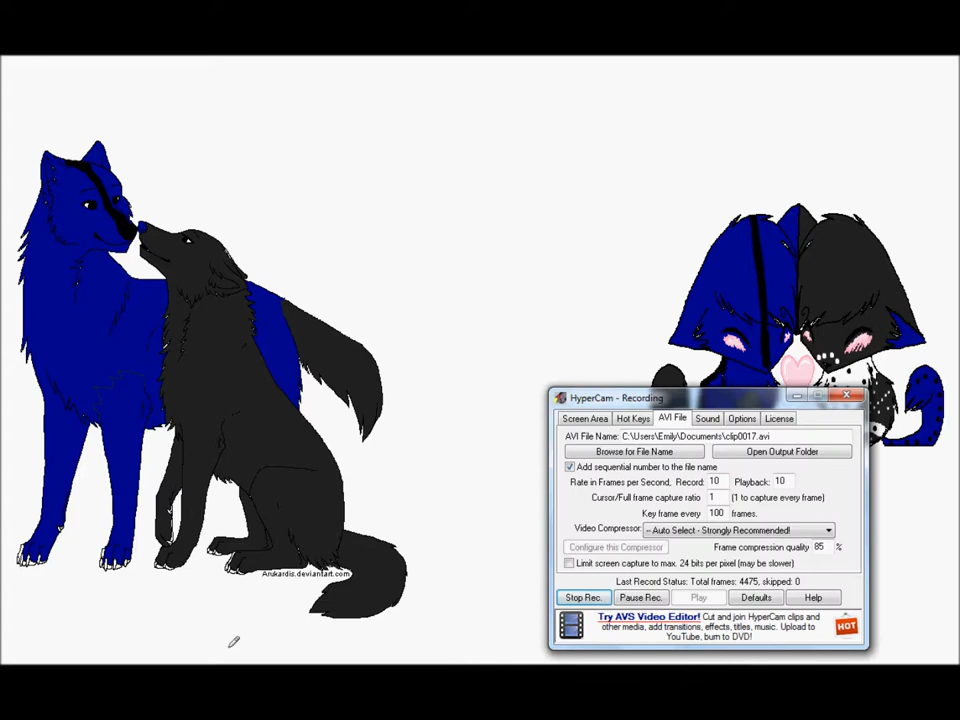 HyperCam - Recording
Screen Area Hot Keys AVI File Sound Options License
AVI File Name: C:\Users\Emily\Documents\clip0017.avi
Browse for File Name Open Output Folder
Add sequential number to the file name
Rate in Frames per Second, Record: 10 Playback: 10
Cursor/Full frame capture ratio 1 (1 to capture every frame)
Key frame every 100 frames.
Video Compressor: -- Auto Select - Strongly Recommended!
Configure this Compressor Frame compression quality 85 %
Limit screen capture to max. 24 bits per pixel (may be slower)
Last Record Status: Total frames: 4475, skipped: 0
Stop Rec. Pause Rec. Play Defaults Help
Try AVS Video Editor! Cut and join HyperCam clips and
other media, add transitions, effects, titles, music. Upload to
YouTube, burn to DVD!
HOT
Arukardis.deviantart.com